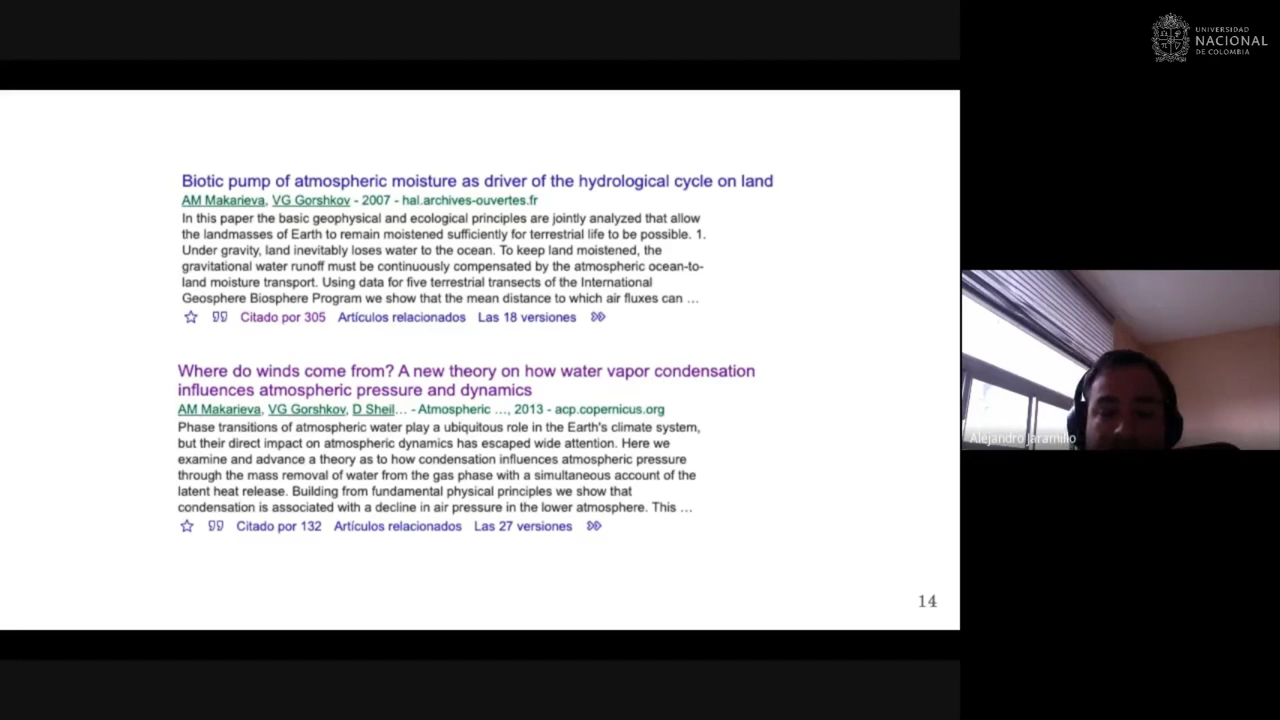 UNIVERSIDAD
NACIONAL
DE COLOMBIA
Biotic pump of atmospheric moisture as driver of the hydrological cycle on land
AM Makarieva, VG Gorshkov - 2007 - hal.archives-ouvertes.fr
In this paper the basic geophysical and ecological principles are jointly analyzed that allow
the landmasses of Earth to remain moistened sufficiently for terrestrial life to be possible. 1.
Under gravity, land inevitably loses water to the ocean. To keep land moistened, the
gravitational water runoff must be continuously compensated by the atmospheric ocean-to-
land moisture transport. Using data for five terrestrial transects of the International
Geosphere Biosphere Program we show that the mean distance to which air fluxes can …
Citado por 305 Artículos relacionados Las 18 versiones
Where do winds come from? A new theory on how water vapor condensation
influences atmospheric pressure and dynamics
AM Makarieva, VG Gorshkov, D Sheil… - Atmospheric …, 2013 - acp.copernicus.org
Phase transitions of atmospheric water play a ubiquitous role in the Earth's climate system,
but their direct impact on atmospheric dynamics has escaped wide attention. Here we
examine and advance a theory as to how condensation influences atmospheric pressure
through the mass removal of water from the gas phase with a simultaneous account of the
latent heat release. Building from fundamental physical principles we show that
condensation is associated with a decline in air pressure in the lower atmosphere. This …
Citado por 132 Artículos relacionados Las 27 versiones
14
Alejandro Jaramillo